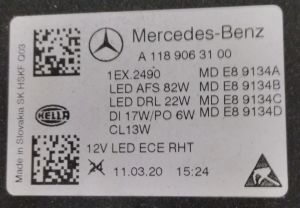 Mercedes-Benz
A 118 906 31 00
1EX.2490 MD E8 9134A
LED AFS 82W MD E8 9134B
LED DRL 22W MD E8 9134C
DI 17W/PO 6W MD E8 9134D
CL13W
12V LED ECE RHT
11.03.20 15:24
Made in Slovakia SK HSKF Q03
HELLA